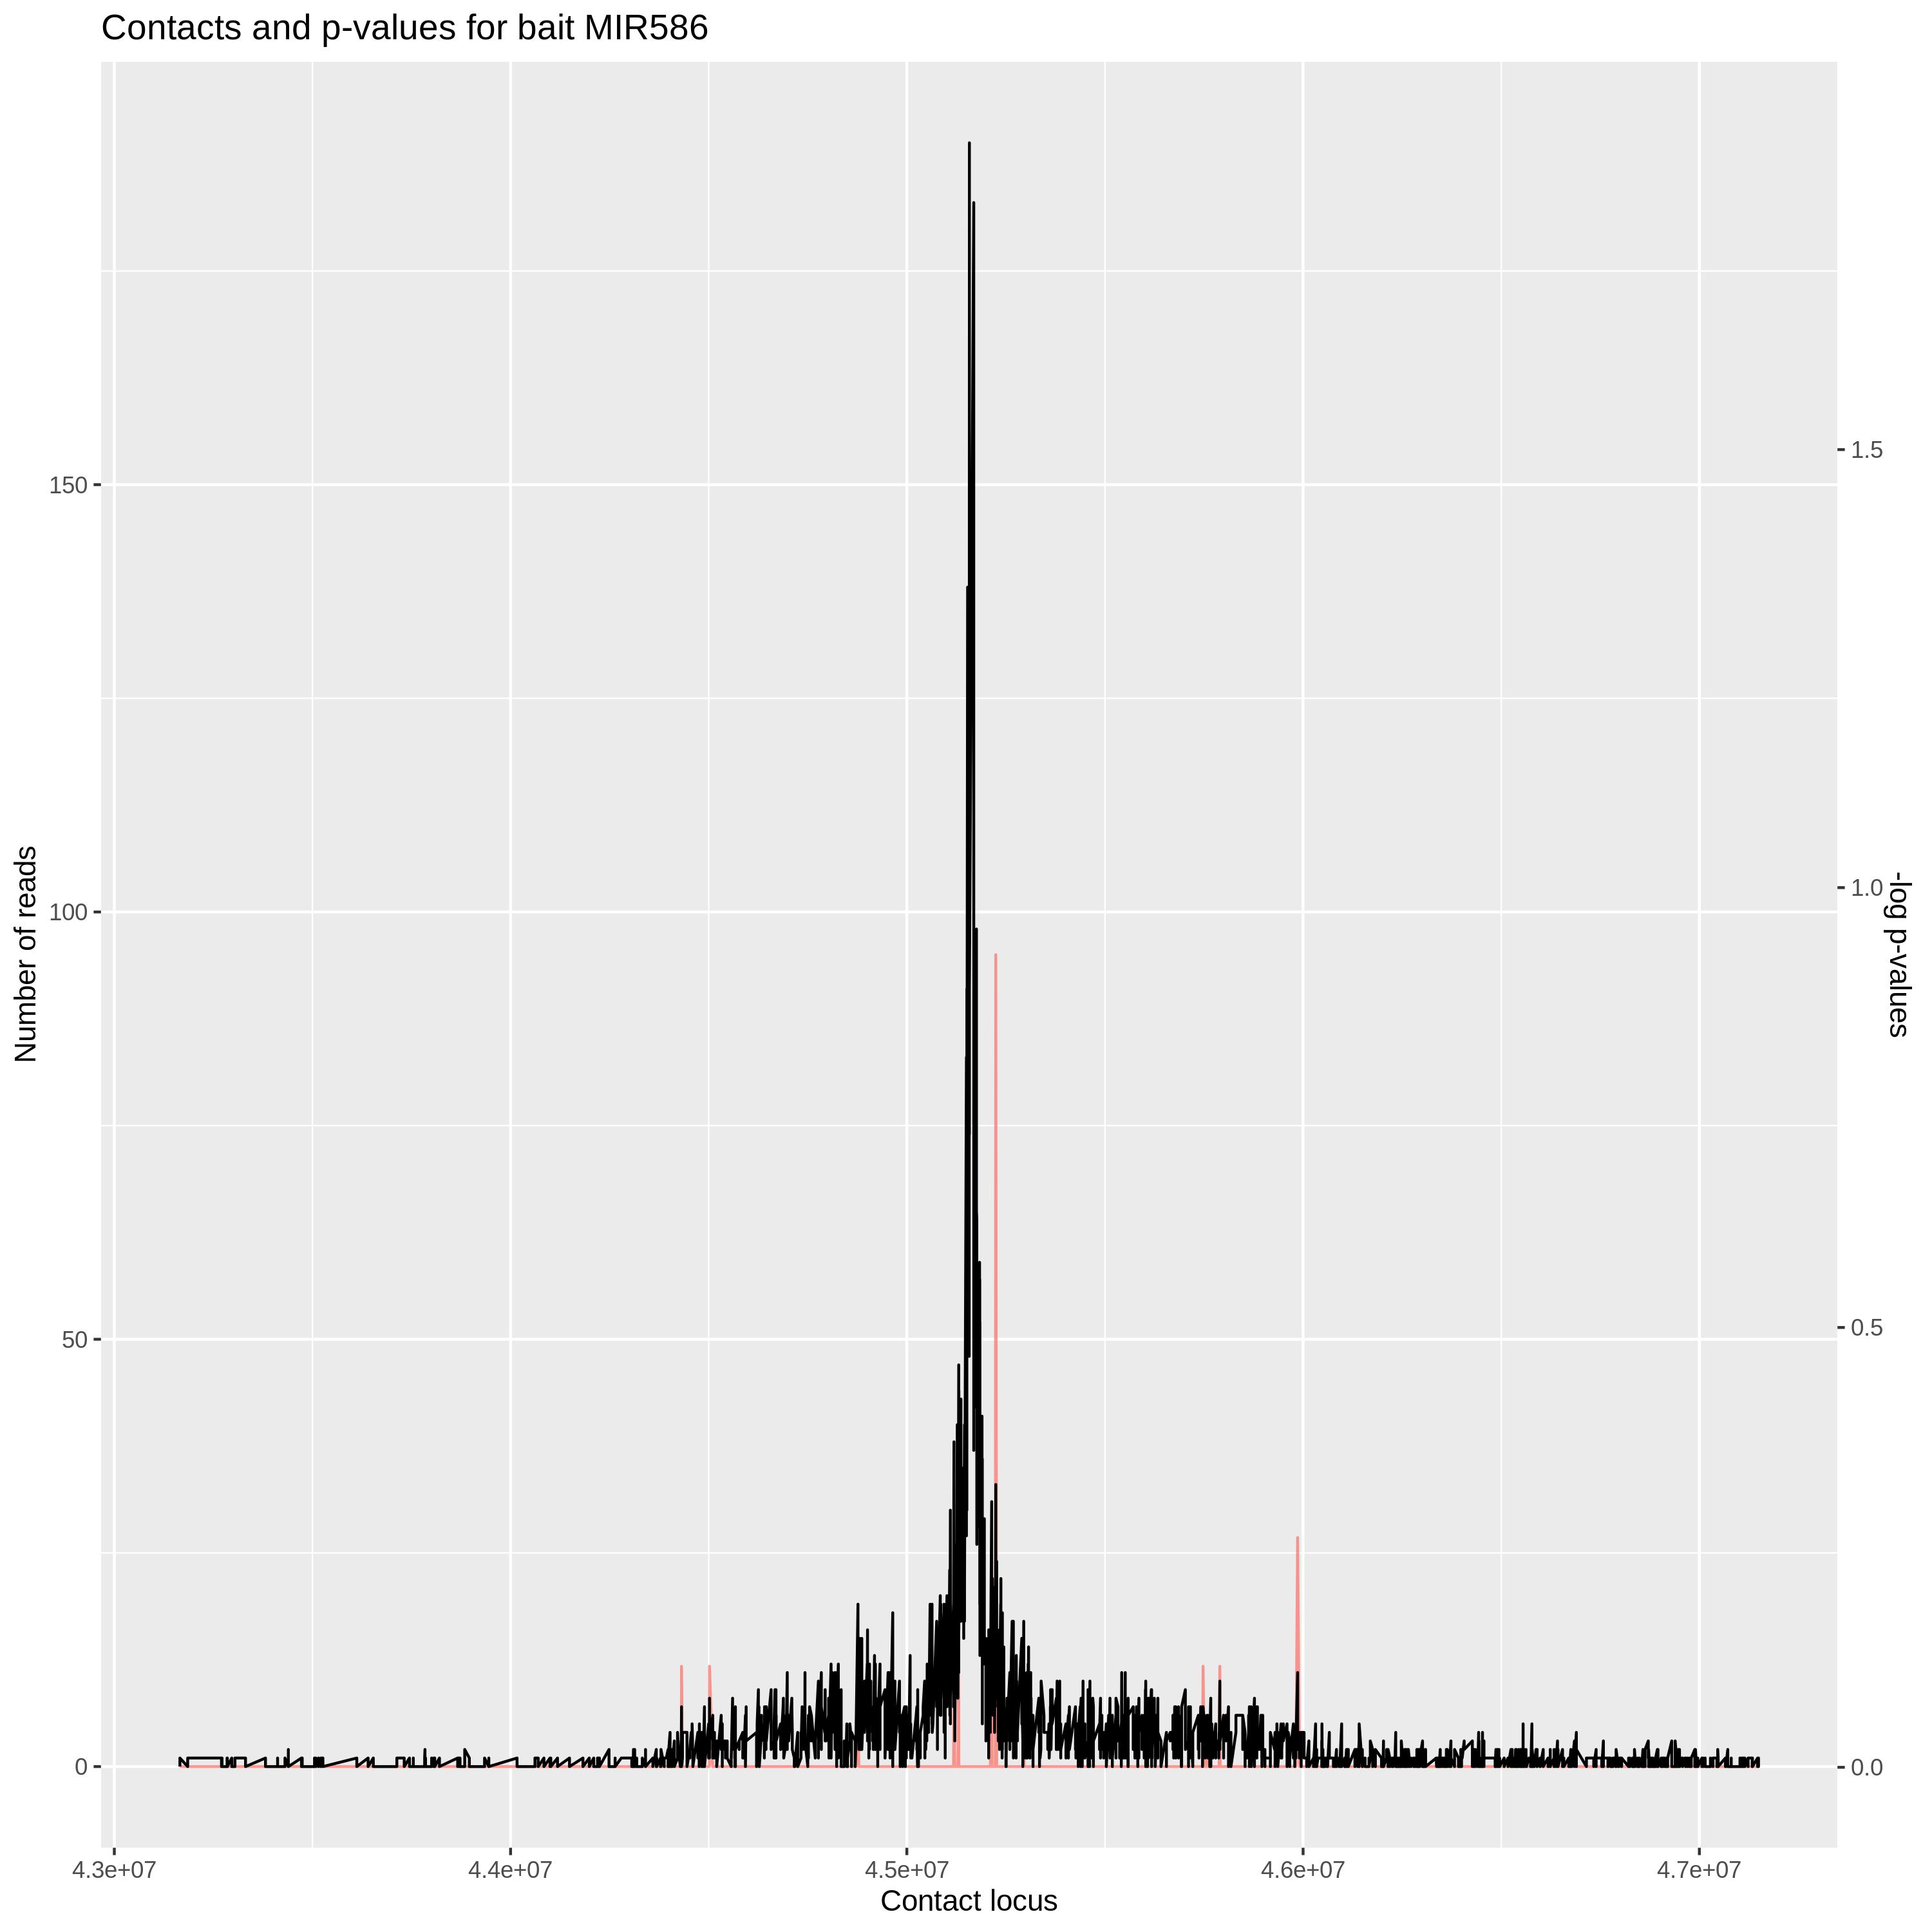 Contacts and p-values for bait MIR586
Number of reads
150
100
50
0
1.5
1.0
0.5
0.0
-log p-values
4.3e+07
4.4e+07
4.5e+07
4.6e+07
4.7e+07
Contact locus